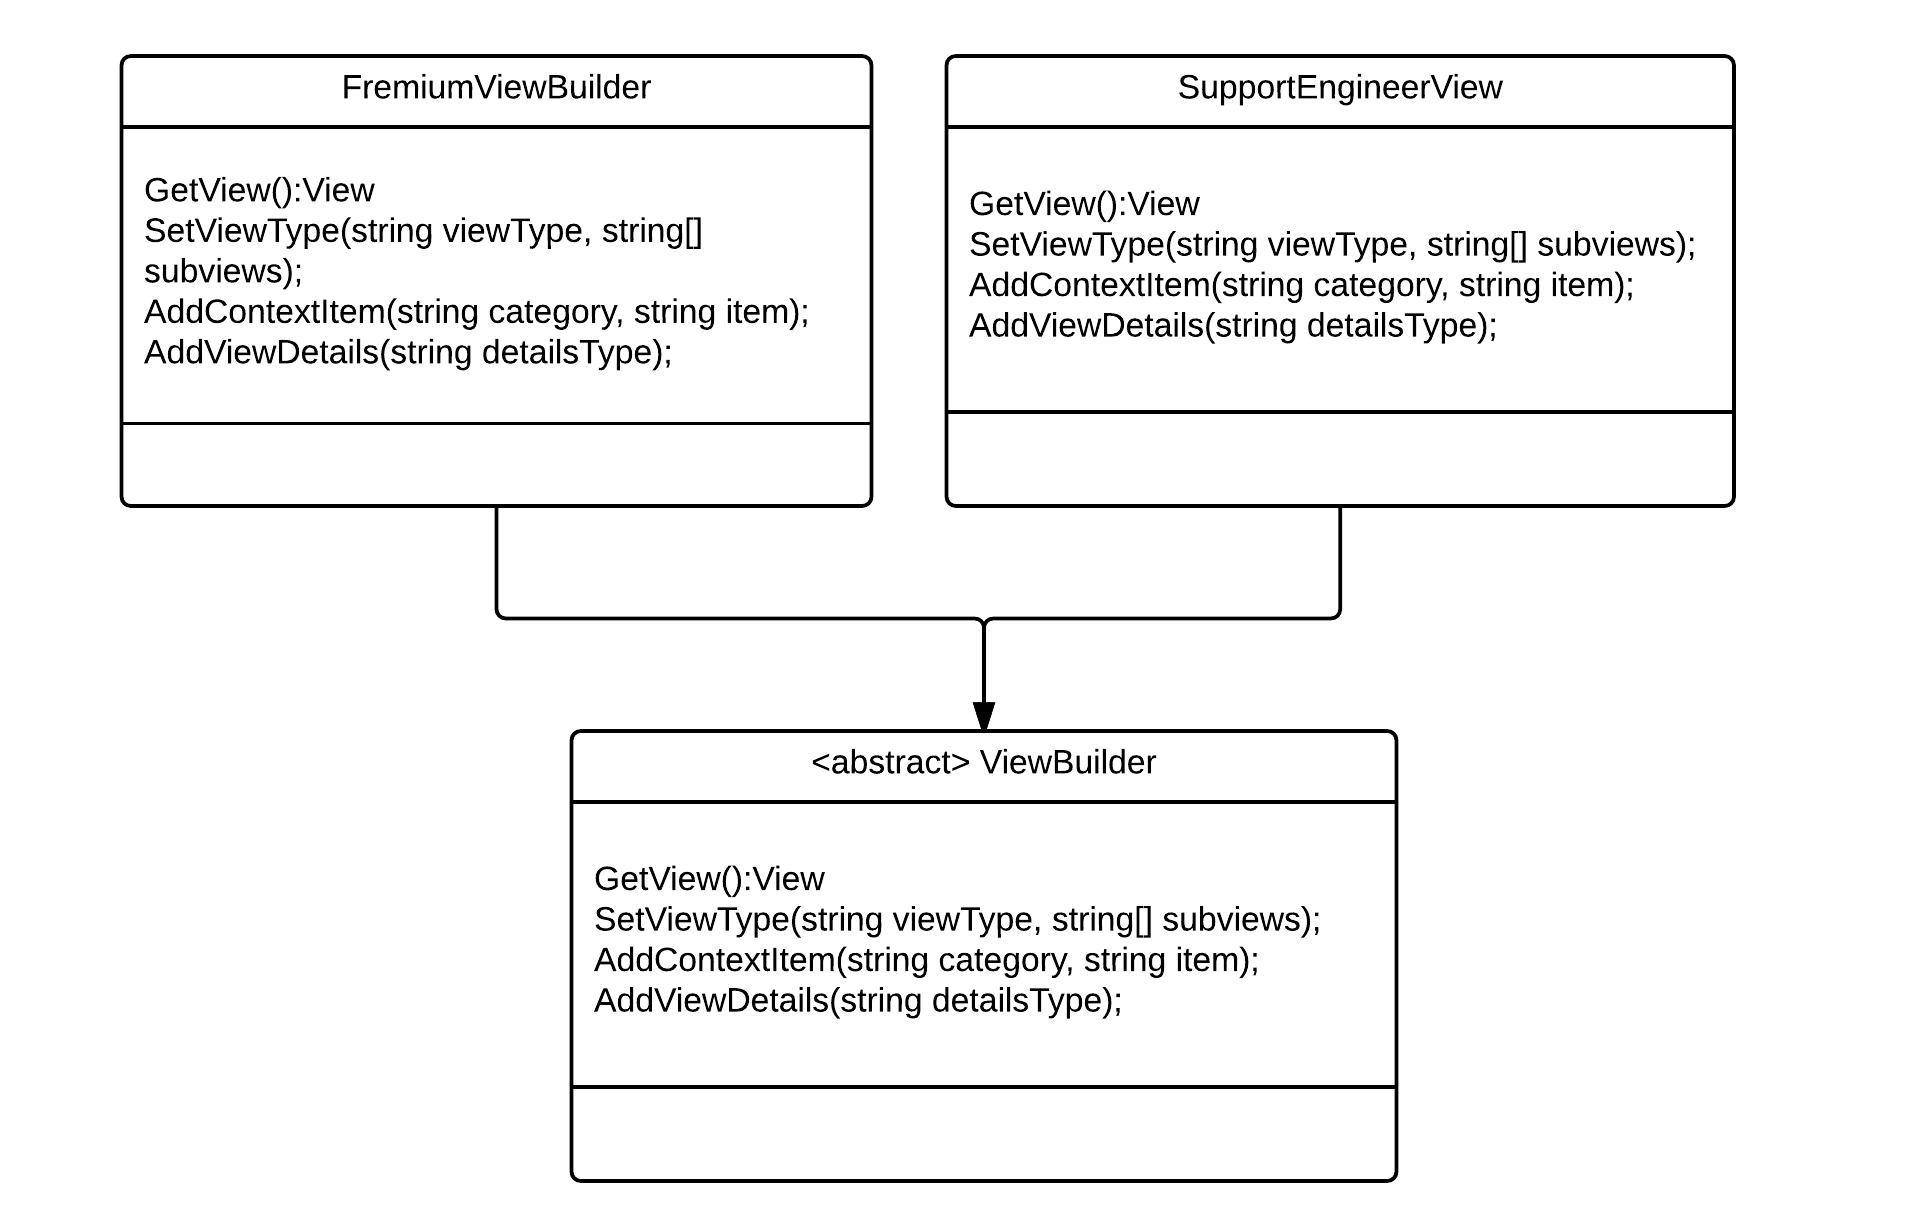 FremiumViewBuilder
GetView():View
SetViewType(string viewType, string[]
subviews);
AddContextItem(string category, string item);
AddViewDetails(string detailsType);
SupportEngineerView
GetView():View
SetViewType(string viewType, string[] subviews);
AddContextItem(string category, string item);
AddViewDetails(string detailsType);
<abstract> ViewBuilder
GetView():View
SetViewType(string viewType, string[] subviews);
AddContextItem(string category, string item);
AddViewDetails(string detailsType);